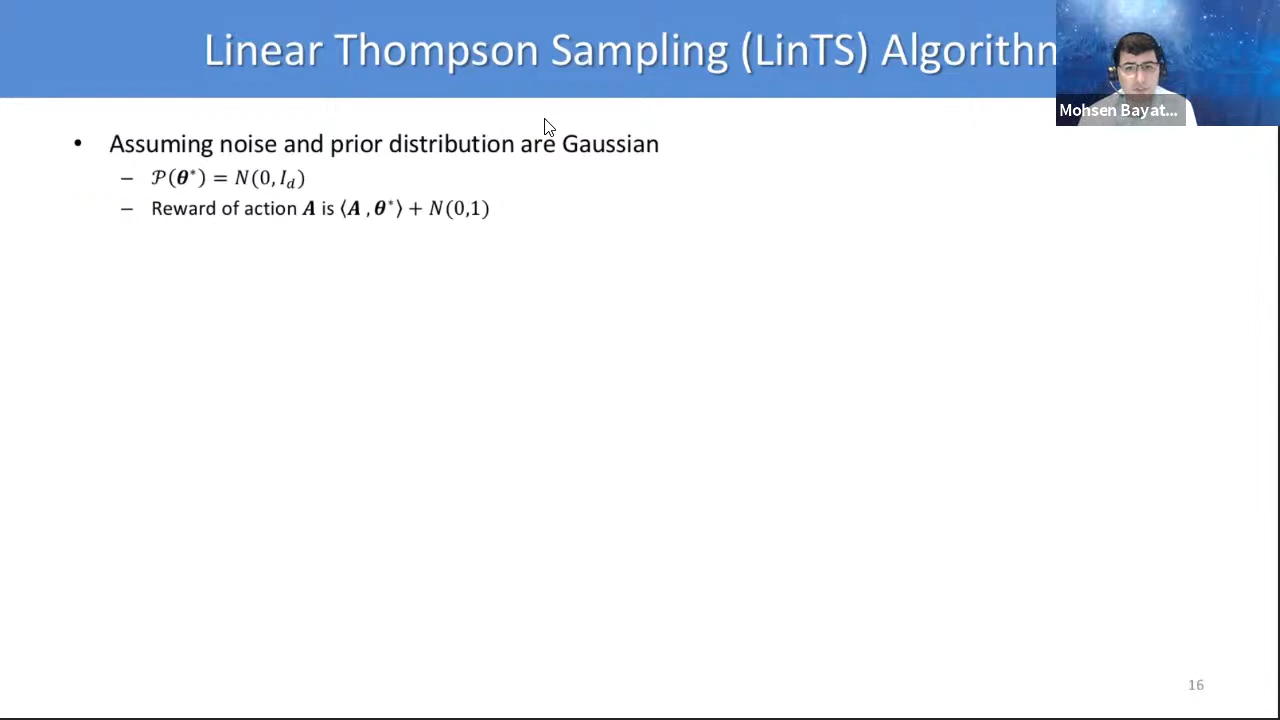 Linear Thompson Sampling (LinTS) Algorithm
Mohsen Bayat...
• Assuming noise and prior distribution are Gaussian
– 𝒫(𝜽*) = N(0, I_d)
– Reward of action 𝑨 is ⟨𝑨 , 𝜽*⟩ + N(0,1)
16